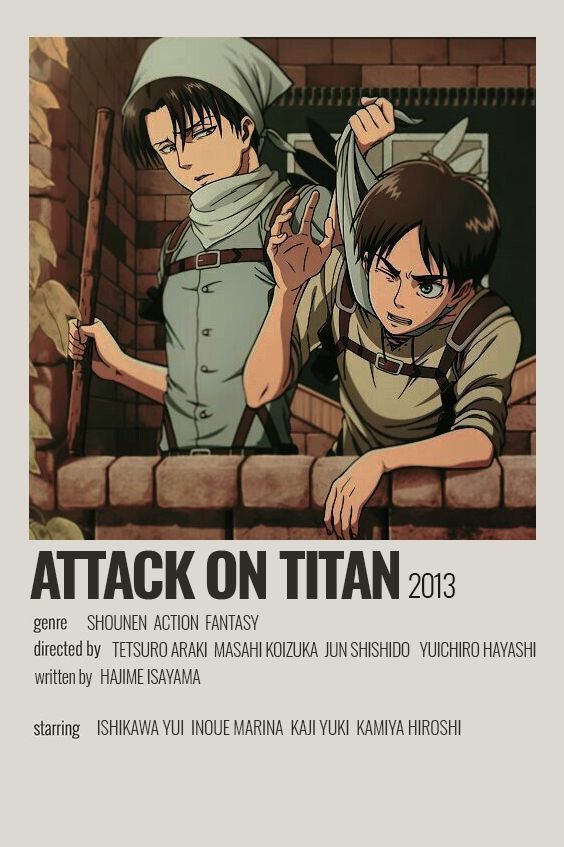 ATTACK ON TITAN 2013
genre SHOUNEN ACTION FANTASY
directed by TETSURO ARAKI MASAHI KOIZUKA JUN SHISHIDO YUICHIRO HAYASHI
written by HAJIME ISAYAMA
starring ISHIKAWA YUI INOUE MARINA KAJI YUKI KAMIYA HIROSHI